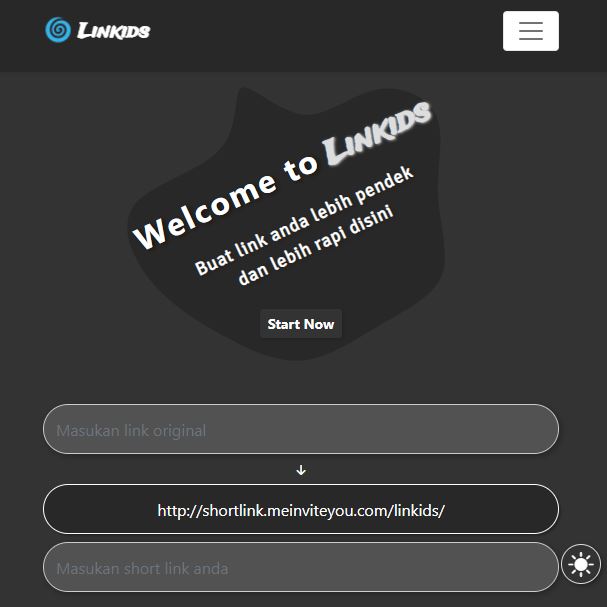 Linkids
Welcome to Linkids
Buat link anda lebih pendek
dan lebih rapi disini
Start Now
Masukan link original
http://shortlink.meinviteyou.com/linkids/
Masukan short link anda